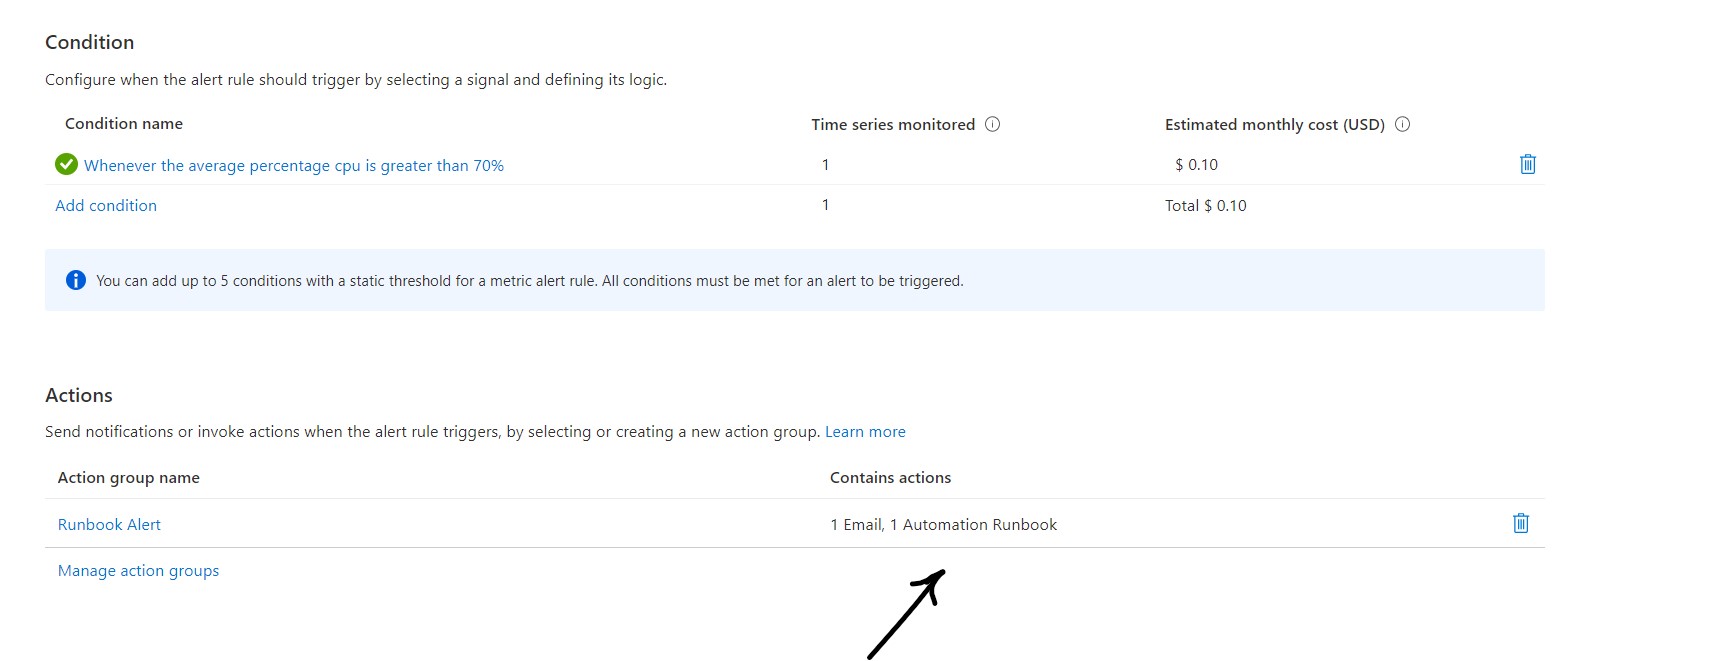 Condition
Configure when the alert rule should trigger by selecting a signal and defining its logic.
Condition name Time series monitored Estimated monthly cost (USD)
Whenever the average percentage cpu is greater than 70% 1 $ 0.10
Add condition 1 Total $ 0.10
You can add up to 5 conditions with a static threshold for a metric alert rule. All conditions must be met for an alert to be triggered.
Actions
Send notifications or invoke actions when the alert rule triggers, by selecting or creating a new action group. Learn more
Action group name Contains actions
Runbook Alert 1 Email, 1 Automation Runbook
Manage action groups